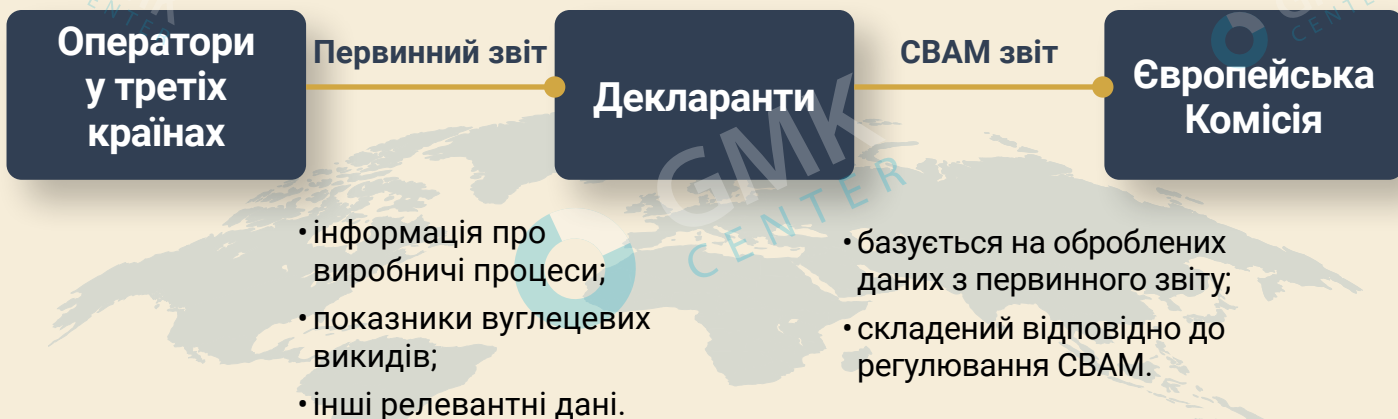 Оператори
у третіх
країнах
Первинний звіт
Декларанти
CBAM звіт
Європейська
Комісія
•інформація про
виробничі процеси;
•показники вуглецевих
викидів;
•інші релевантні дані.
•базується на оброблених
даних з первинного звіту;
•складений відповідно до
регулювання CBAM.
GMK
CENTER